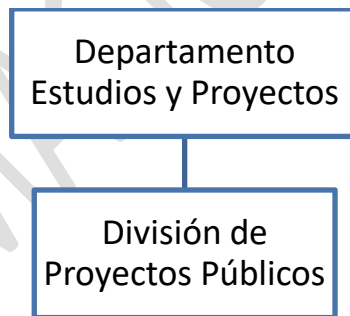 Departamento
Estudios y Proyectos
División de
Proyectos Públicos